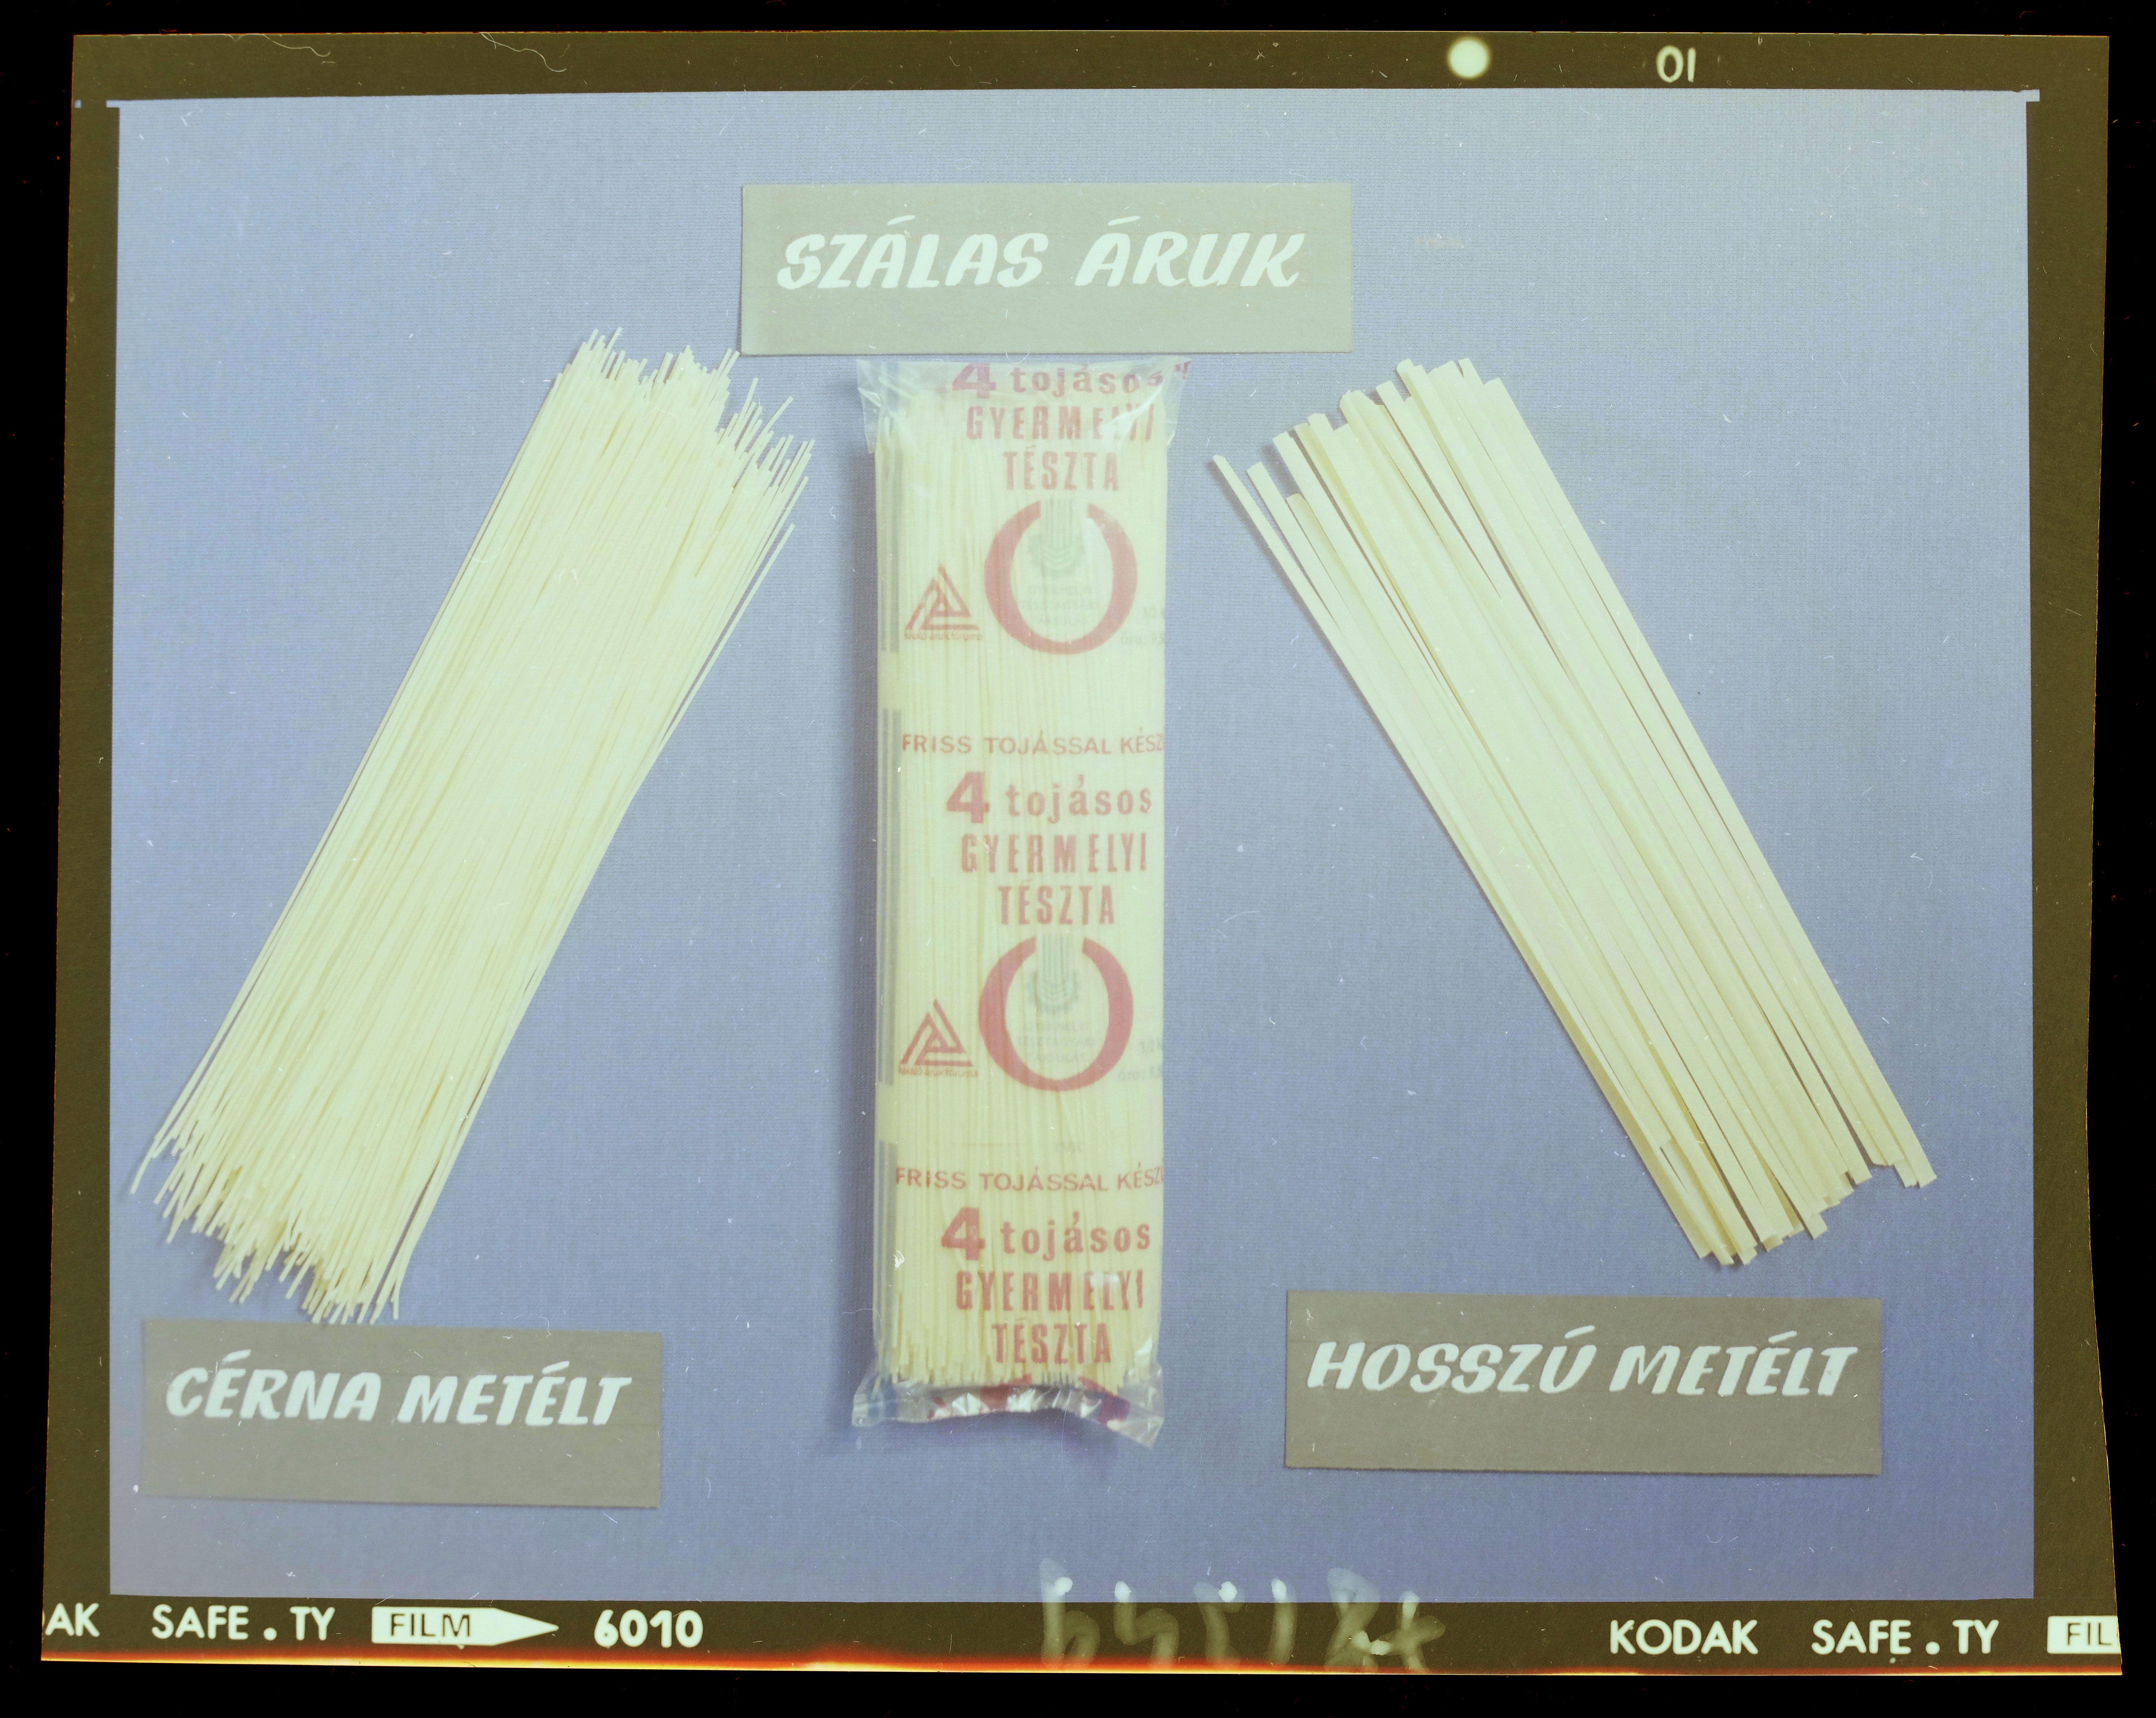 01
SZÁLAS ÁRUK
4 tojásos"
GYERMELYI
TÉSZTA
FRISS TOJÁSSAL KÉSZ
4 tojásos
GYERMELYI
TÉSZTA
FRISS TOJÁSSAL KÉSZ
4 tojásos
GYERMELYI
TÉSZTA
CÉRNA METÉLT
HOSSZÚ METÉLT
AK SAFE.TY FILM 6010 KODAK SAFE.TY FIL